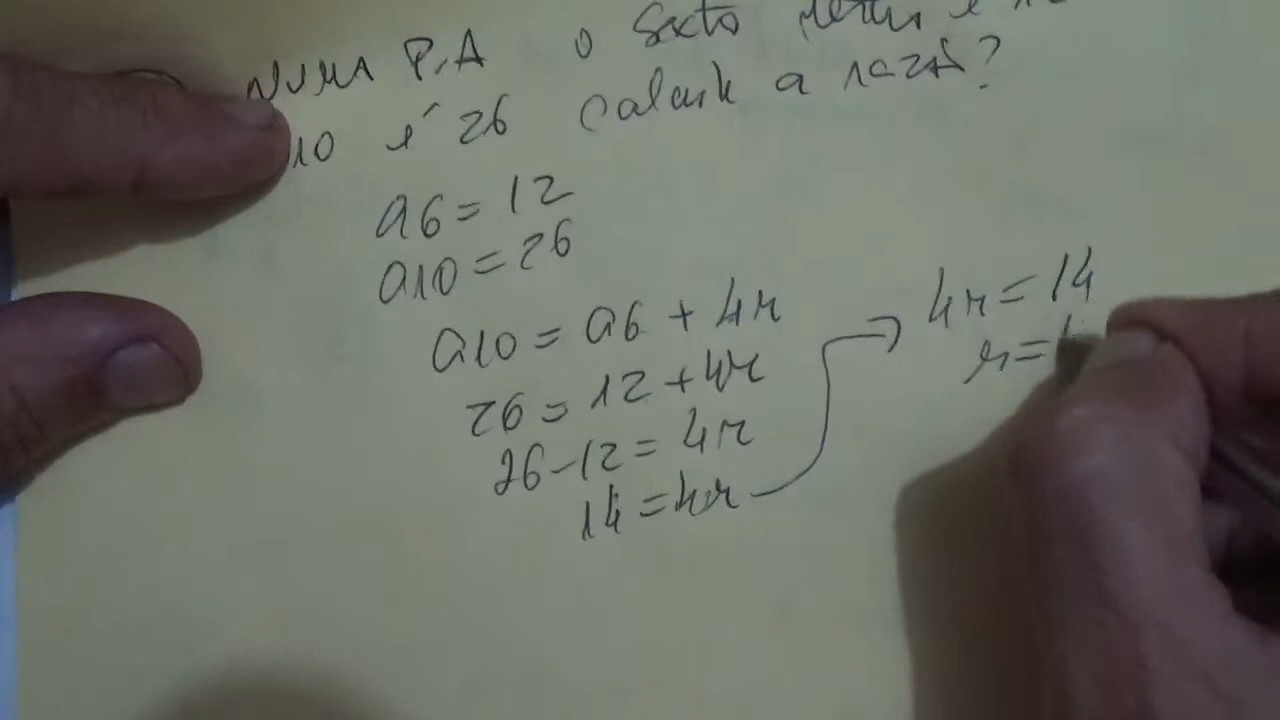 NUMA P.A o Sexto termo é
10 é 26 calcule a razão?
a6 = 12
a10 = 26
a10 = a6 + 4r
26 = 12 + 4r
26 - 12 = 4r
14 = 4r
4r = 14
r =